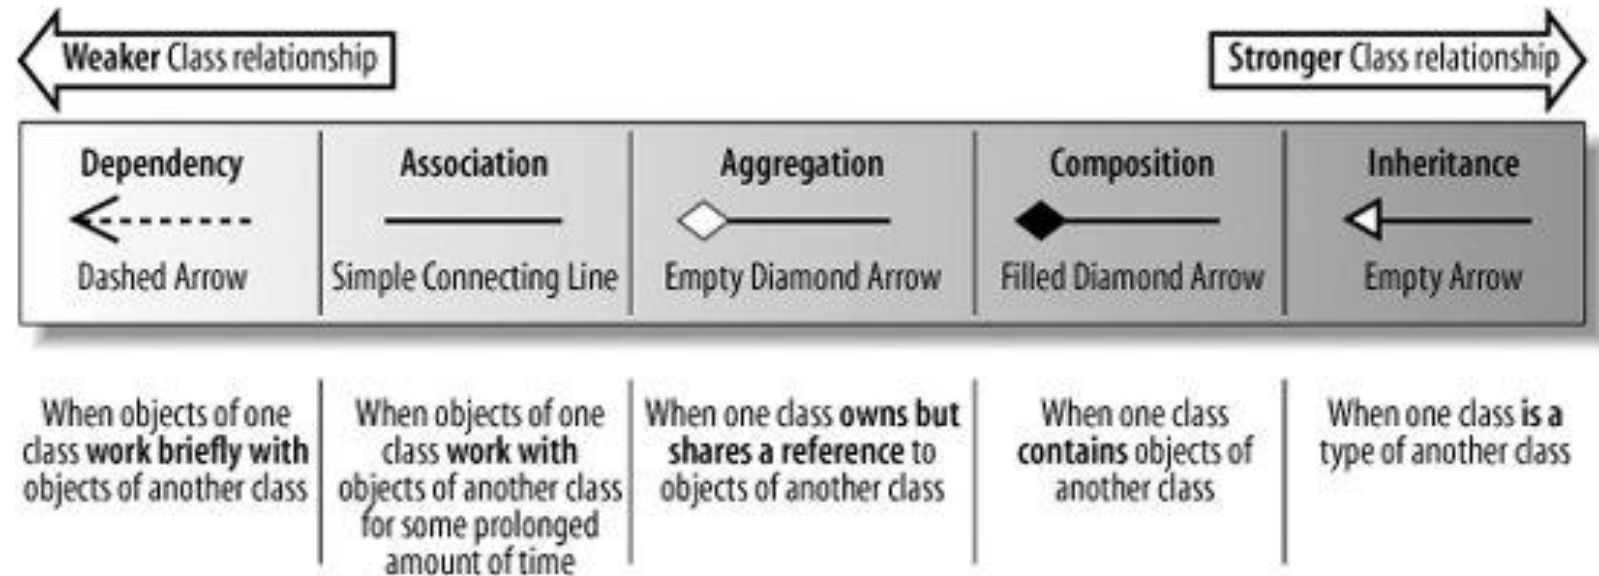 Weaker Class relationship
Stronger Class relationship
Dependency
Association
Aggregation
Composition
Inheritance
Dashed Arrow
Simple Connecting Line
Empty Diamond Arrow
Filled Diamond Arrow
Empty Arrow
When objects of one
class work briefly with
objects of another class
When objects of one
class work with
objects of another class
for some prolonged
amount of time
When one class owns but
shares a reference to
objects of another class
When one class
contains objects of
another class
When one class is a
type of another class